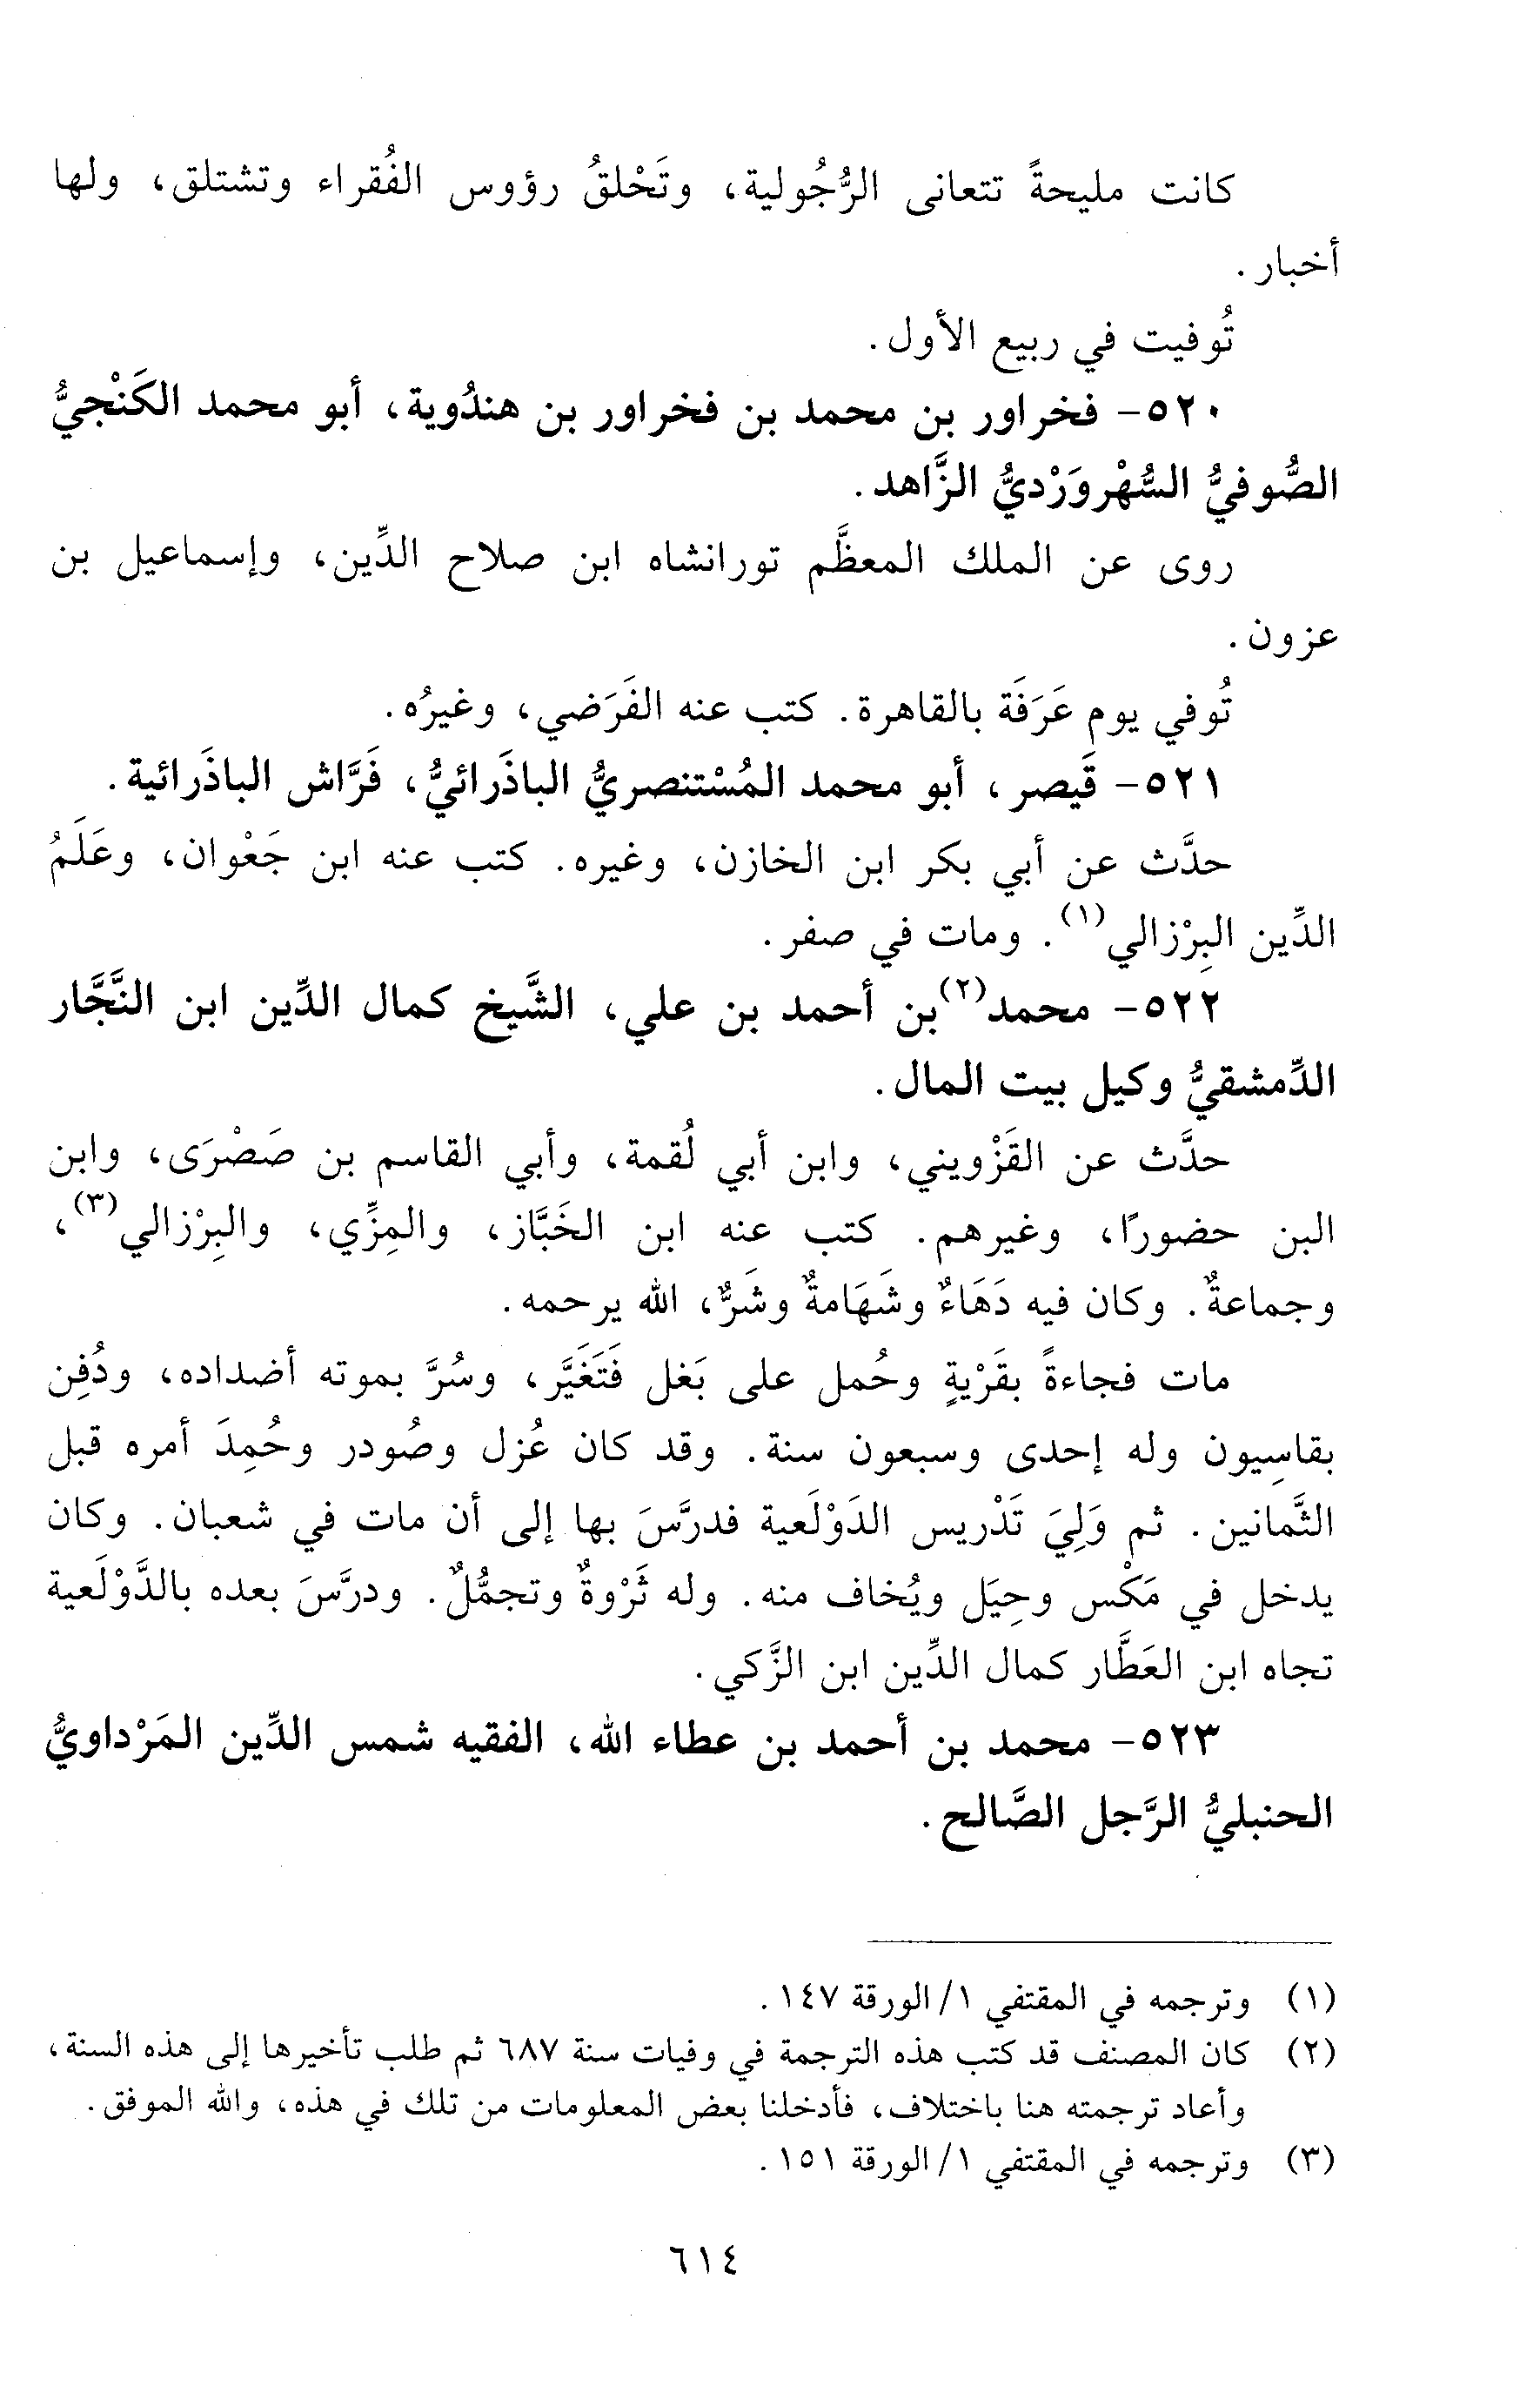 كانت مليحةً تتعانى الرُّجُولية، وتَحْلقُ رؤوس الفُقراء وتشتلق، ولها
أخبار.
تُوفيت في ربيع الأول.
٥٢٠- فخراور بن محمد بن فخراور بن هندُوية، أبو محمد الكَنْجيُّ
الصُّوفيُّ السُّهْروَرْديُّ الزَّاهد.
روى عن الملك المعظَّم تورانشاه ابن صلاح الدِّين، وإسماعيل بن
عزون.
تُوفي يوم عَرَفَة بالقاهرة. كتب عنه الفَرَضي، وغيرُه.
٥٢١- قَيصر، أبو محمد المُسْتنصريُّ الباذَرائيُّ، فَرَّاش الباذَرائية.
حدَّث عن أبي بكر ابن الخازن، وغيره. كتب عنه ابن جَعْوان، وعَلَمُ
الدِّين البِرْزالي(١). ومات في صفر.
٥٢٢- محمد(٢) بن أحمد بن علي، الشَّيخ كمال الدِّين ابن النَّجَّار
الدِّمشقيُّ وكيل بيت المال.
حدَّث عن القَزْويني، وابن أبي لُقمة، وأبي القاسم بن صَصْرَى، وابن
البن حضورًا، وغيرهم. كتب عنه ابن الخَبَّاز، والمِزِّي، والبِرْزالي(٣)،
وجماعةٌ. وكان فيه دَهَاءٌ وشَهَامةٌ وشَرٌّ، الله يرحمه.
مات فجاءةً بقَرْيةٍ وحُمل على بَغل فَتَغَيَّر، وسُرَّ بموته أضداده، ودُفِن
بقاسِيون وله إحدى وسبعون سنة. وقد كان عُزل وصُودر وحُمِدَ أمره قبل
الثَّمانين. ثم وَلِيَ تَدْريس الدَوْلَعية فدرَّسَ بها إلى أن مات في شعبان. وكان
يدخل في مَكْس وحِيَل ويُخاف منه. وله ثَرْوةٌ وتجمُّلٌ. ودرَّسَ بعده بالدَّوْلَعية
تجاه ابن العَطَّار كمال الدِّين ابن الزَّكي.
٥٢٣- محمد بن أحمد بن عطاء الله، الفقيه شمس الدِّين المَرْداويُّ
الحنبليُّ الرَّجل الصَّالح.
(١) وترجمه في المقتفي ١/ الورقة ١٤٧.
(٢) كان المصنف قد كتب هذه الترجمة في وفيات سنة ٦٨٧ ثم طلب تأخيرها إلى هذه السنة،
وأعاد ترجمته هنا باختلاف، فأدخلنا بعض المعلومات من تلك في هذه، والله الموفق.
(٣) وترجمه في المقتفي ١/ الورقة ١٥١.
٦١٤